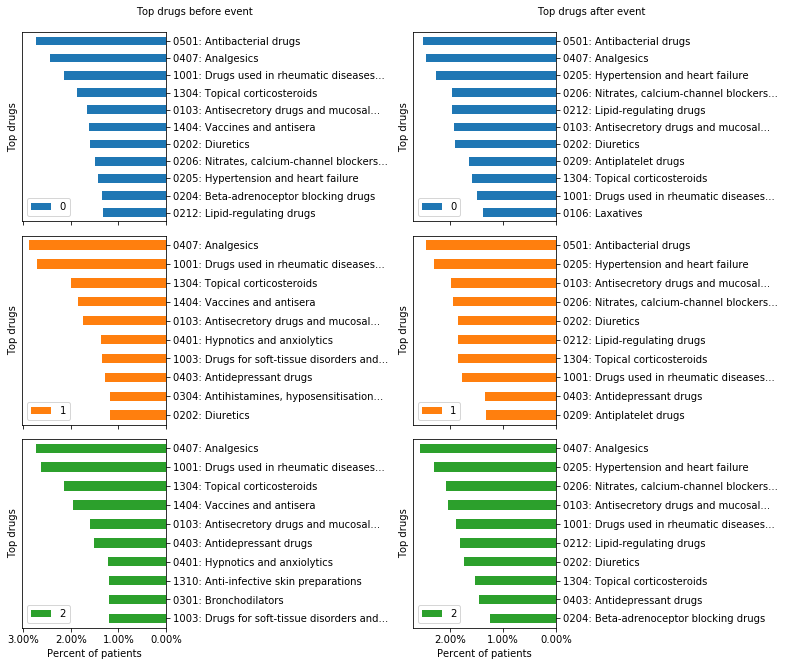 Top drugs before event
Top drugs
0501: Antibacterial drugs
0407: Analgesics
1001: Drugs used in rheumatic diseases...
1304: Topical corticosteroids
0103: Antisecretory drugs and mucosal...
1404: Vaccines and antisera
0202: Diuretics
0206: Nitrates, calcium-channel blockers...
0205: Hypertension and heart failure
0204: Beta-adrenoceptor blocking drugs
0212: Lipid-regulating drugs
0
Top drugs after event
Top drugs
0501: Antibacterial drugs
0407: Analgesics
0205: Hypertension and heart failure
0206: Nitrates, calcium-channel blockers...
0212: Lipid-regulating drugs
0103: Antisecretory drugs and mucosal...
0202: Diuretics
0209: Antiplatelet drugs
1304: Topical corticosteroids
1001: Drugs used in rheumatic diseases...
0106: Laxatives
0
Top drugs
0407: Analgesics
1001: Drugs used in rheumatic diseases...
1304: Topical corticosteroids
1404: Vaccines and antisera
0103: Antisecretory drugs and mucosal...
0401: Hypnotics and anxiolytics
1003: Drugs for soft-tissue disorders and...
0403: Antidepressant drugs
0304: Antihistamines, hyposensitisation...
0202: Diuretics
1
Top drugs
0501: Antibacterial drugs
0205: Hypertension and heart failure
0103: Antisecretory drugs and mucosal...
0206: Nitrates, calcium-channel blockers...
0202: Diuretics
0212: Lipid-regulating drugs
1304: Topical corticosteroids
1001: Drugs used in rheumatic diseases...
0403: Antidepressant drugs
0209: Antiplatelet drugs
1
Top drugs
0407: Analgesics
1001: Drugs used in rheumatic diseases...
1304: Topical corticosteroids
1404: Vaccines and antisera
0103: Antisecretory drugs and mucosal...
0403: Antidepressant drugs
0401: Hypnotics and anxiolytics
1310: Anti-infective skin preparations
0301: Bronchodilators
1003: Drugs for soft-tissue disorders and...
2
3.00% 2.00% 1.00% 0.00%
Percent of patients
Top drugs
0407: Analgesics
0205: Hypertension and heart failure
0206: Nitrates, calcium-channel blockers...
0103: Antisecretory drugs and mucosal...
1001: Drugs used in rheumatic diseases...
0212: Lipid-regulating drugs
0202: Diuretics
1304: Topical corticosteroids
0403: Antidepressant drugs
0204: Beta-adrenoceptor blocking drugs
2
2.00% 1.00% 0.00%
Percent of patients